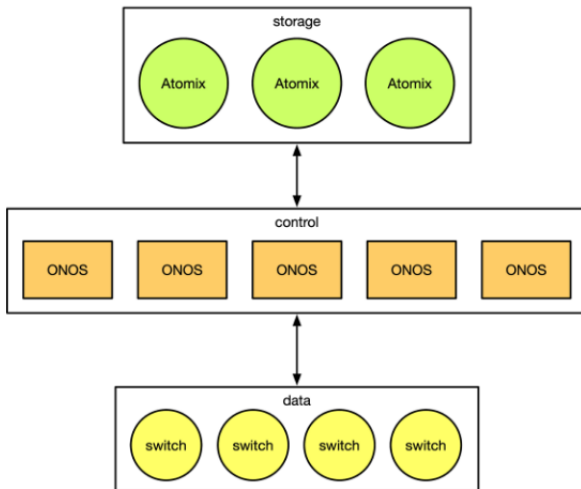 storage
Atomix Atomix Atomix
control
ONOS ONOS ONOS ONOS ONOS
data
switch switch switch switch